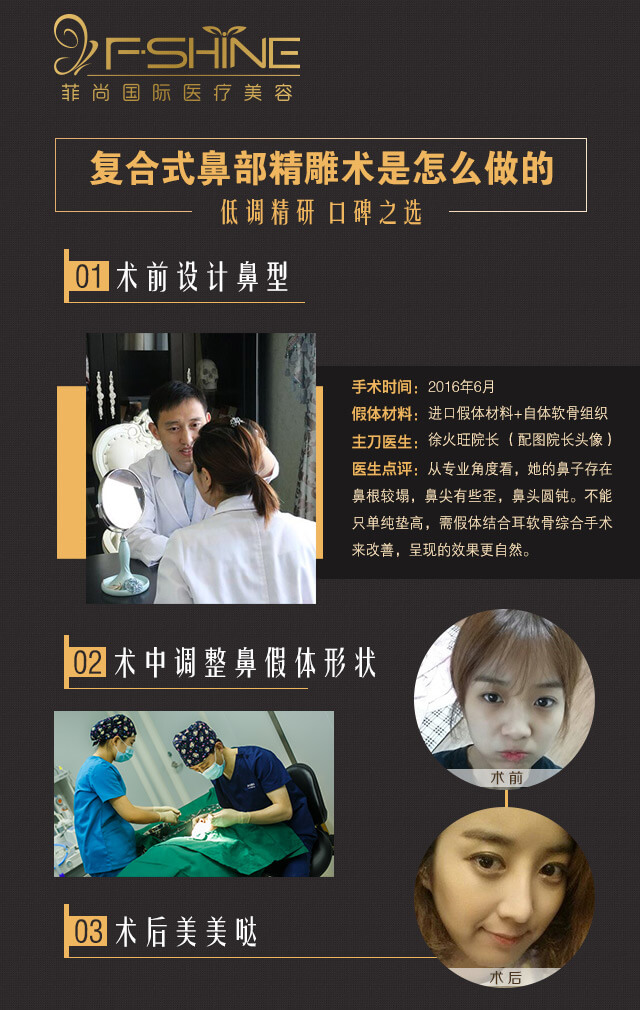 F·SHINE
菲尚国际医疗美容
复合式鼻部精雕术是怎么做的
低调精研 口碑之选
01 术前设计鼻型
手术时间：2016年6月
假体材料：进口假体材料+自体软骨组织
主刀医生：徐火旺院长（配图院长头像）
医生点评：从专业角度看，她的鼻子存在
鼻根较塌，鼻尖有些歪，鼻头圆钝。不能
只单纯垫高，需假体结合耳软骨综合手术
来改善，呈现的效果更自然。
02 术中调整鼻假体形状
术前
03 术后美美哒
术后